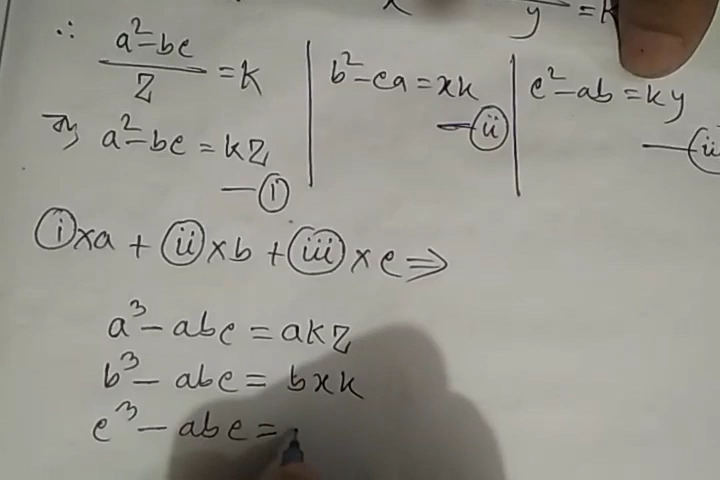 x y = k
∴ a²-bc / z = k | b²-ca = xk | c²-ab = ky
⇒ a²-bc = kz —(ii) —(ii
—(i)
(i)×a + (ii)×b + (iii)×c ⇒
a³-abc = akz
b³-abc = bxk
c³-abc =